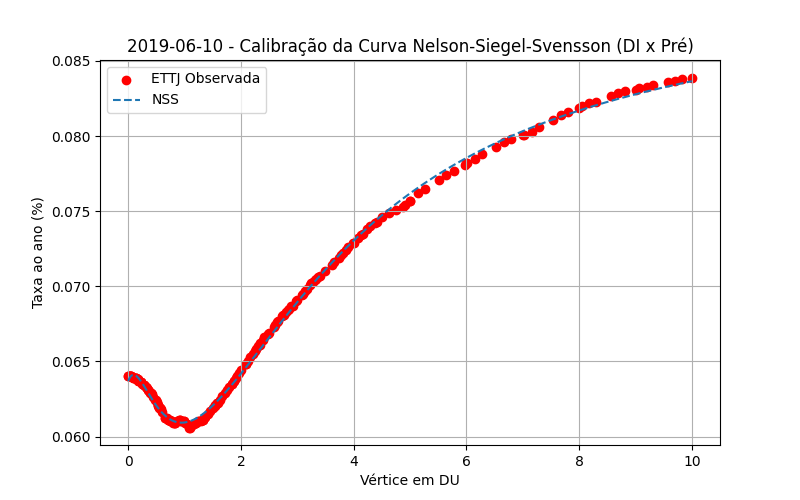 2019-06-10 - Calibração da Curva Nelson-Siegel-Svensson (DI x Pré)
ETTJ Observada
NSS
Taxa ao ano (%)
0.085
0.080
0.075
0.070
0.065
0.060
0
2
4
6
8
10
Vértice em DU